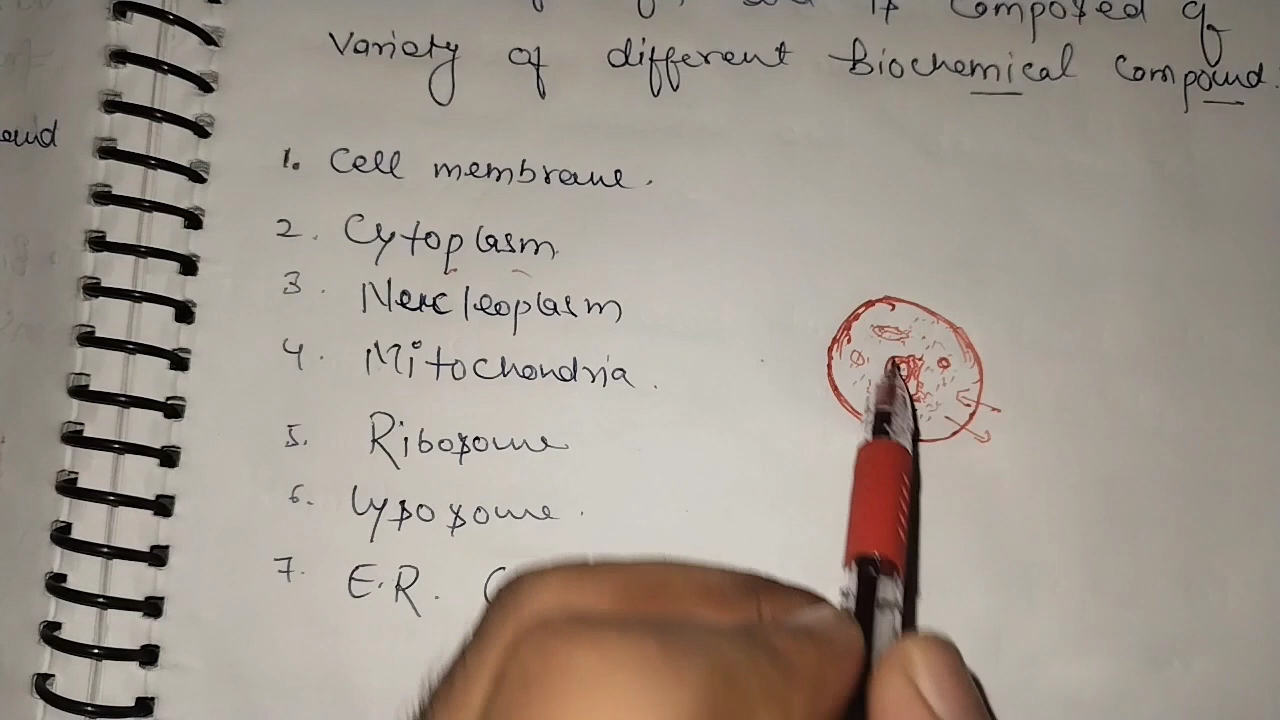 composed of
Variety of different Biochemical Compound.
1. Cell membrane.
2. Cytoplasm
3. Nercleoplasm
4. Mitochondria.
5. Ribosome
6. Lysosome.
7. E.R. (